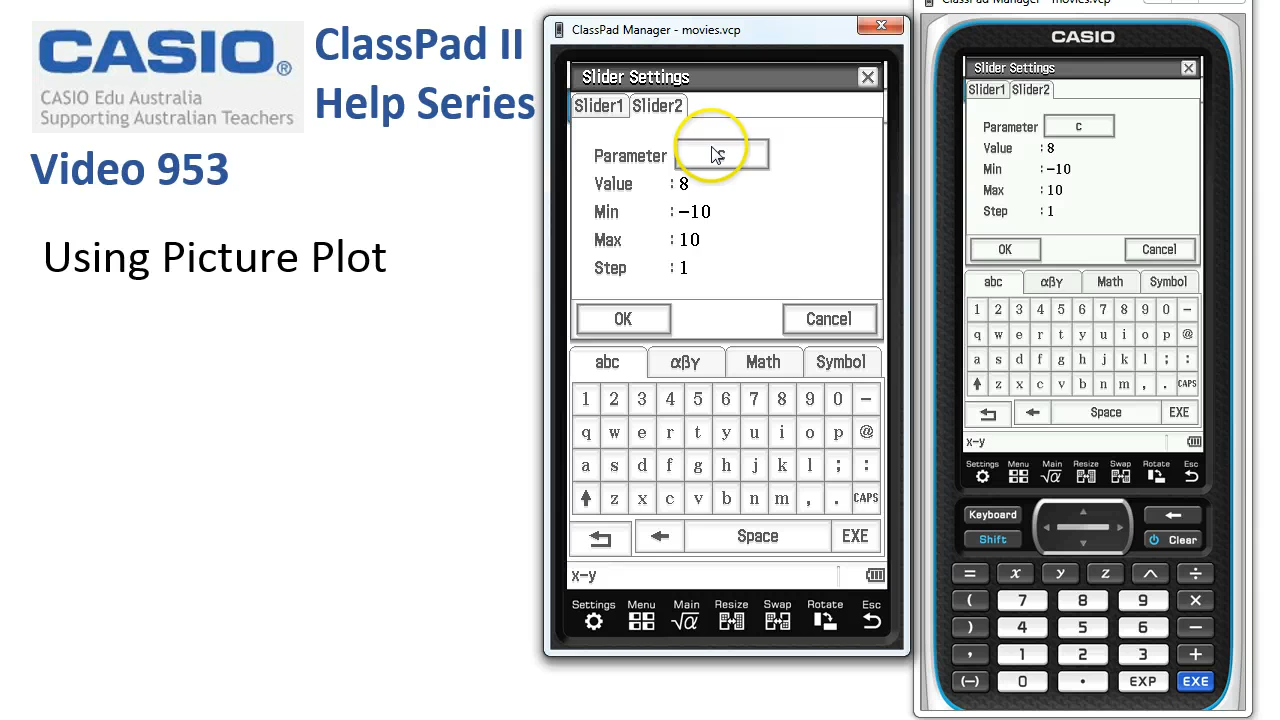 CASIO®
CASIO Edu Australia
Supporting Australian Teachers
ClassPad II
Help Series
Video 953
Using Picture Plot
ClassPad Manager - movies.vcp
Slider Settings
Slider1 Slider2
Parameter c
Value : 8
Min : -10
Max : 10
Step : 1
OK Cancel
abc αβγ Math Symbol
1 2 3 4 5 6 7 8 9 0 -
q w e r t y u i o p @
a s d f g h j k l ; :
z x c v b n m , . CAPS
Space EXE
x-y
Settings Menu Main Resize Swap Rotate Esc
ClassPad Manager - movies.vcp
CASIO
Slider Settings
Slider1 Slider2
Parameter c
Value : 8
Min : -10
Max : 10
Step : 1
OK Cancel
abc αβγ Math Symbol
1 2 3 4 5 6 7 8 9 0 -
q w e r t y u i o p @
a s d f g h j k l ; :
z x c v b n m , . CAPS
Space EXE
x-y
Settings Menu Main Resize Swap Rotate Esc
Keyboard
Shift Clear
= x y z ^ ÷
( 7 8 9 ×
) 4 5 6 −
, 1 2 3 +
(−) 0 . EXP EXE